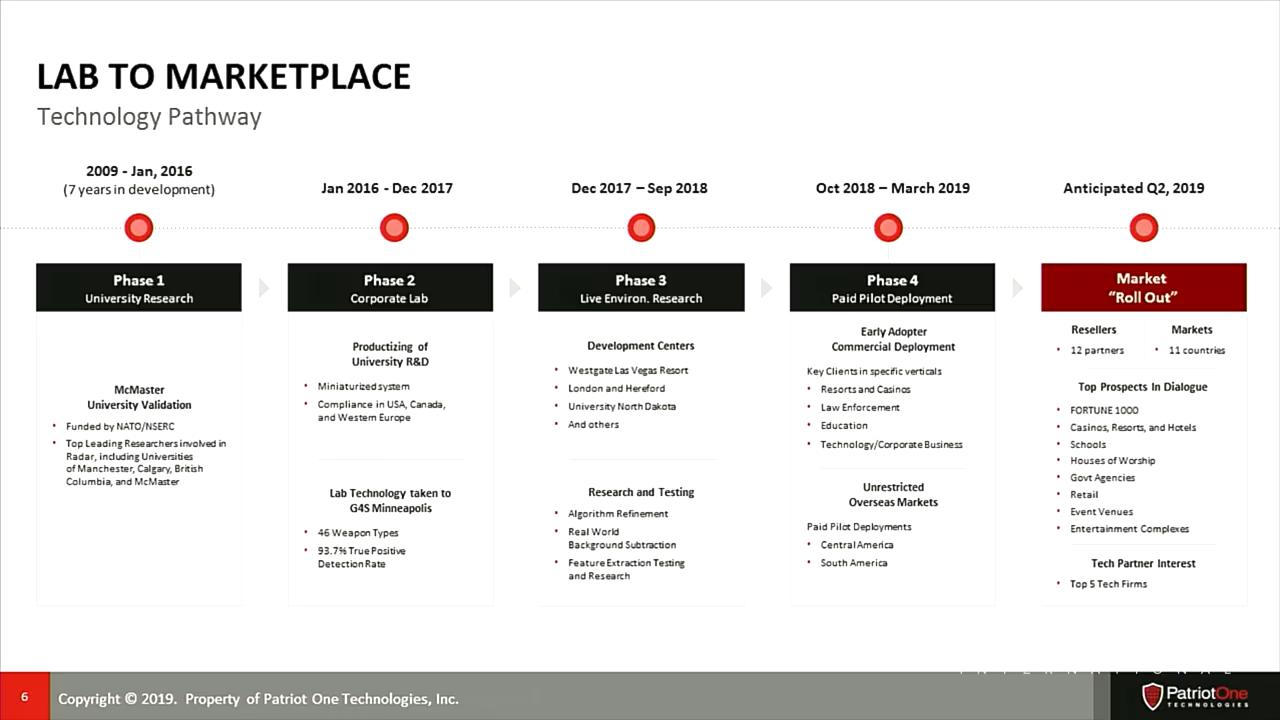 LAB TO MARKETPLACE
Technology Pathway
2009 - Jan, 2016
(7 years in development)
Jan 2016 - Dec 2017
Dec 2017 – Sep 2018
Oct 2018 – March 2019
Anticipated Q2, 2019
Phase 1
University Research
McMaster
University Validation
• Funded by NATO/NSERC
• Top Leading Researchers involved in
Radar, including Universities
of Manchester, Calgary, British
Columbia, and McMaster
Phase 2
Corporate Lab
Productizing of
University R&D
• Miniaturized system
• Compliance in USA, Canada,
and Western Europe
Lab Technology taken to
G4S Minneapolis
• 46 Weapon Types
• 93.7% True Positive
Detection Rate
Phase 3
Live Environ. Research
Development Centers
• Westgate Las Vegas Resort
• London and Hereford
• University North Dakota
• And others
Research and Testing
• Algorithm Refinement
• Real World
Background Subtraction
• Feature Extraction Testing
and Research
Phase 4
Paid Pilot Deployment
Early Adopter
Commercial Deployment
Key Clients in specific verticals
• Resorts and Casinos
• Law Enforcement
• Education
• Technology/Corporate Business
Unrestricted
Overseas Markets
Paid Pilot Deployments
• Central America
• South America
Market
“Roll Out”
Resellers
• 12 partners
Markets
• 11 countries
Top Prospects In Dialogue
• FORTUNE 1000
• Casinos, Resorts, and Hotels
• Schools
• Houses of Worship
• Govt Agencies
• Retail
• Event Venues
• Entertainment Complexes
Tech Partner Interest
• Top 5 Tech Firms
6
Copyright © 2019. Property of Patriot One Technologies, Inc.
PatriotOne
TECHNOLOGIES